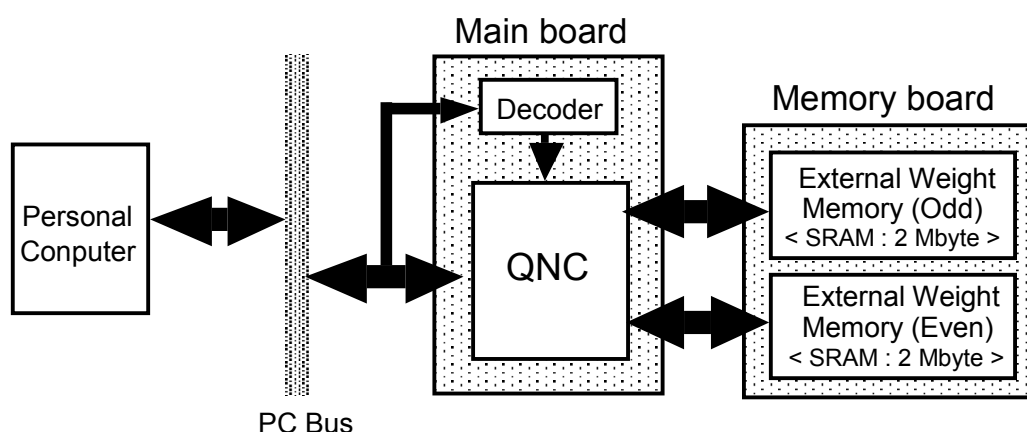 Main board
Decoder
Memory board
Personal
Conputer
QNC
External Weight
Memory (Odd)
< SRAM : 2 Mbyte >
External Weight
Memory (Even)
< SRAM : 2 Mbyte >
PC Bus